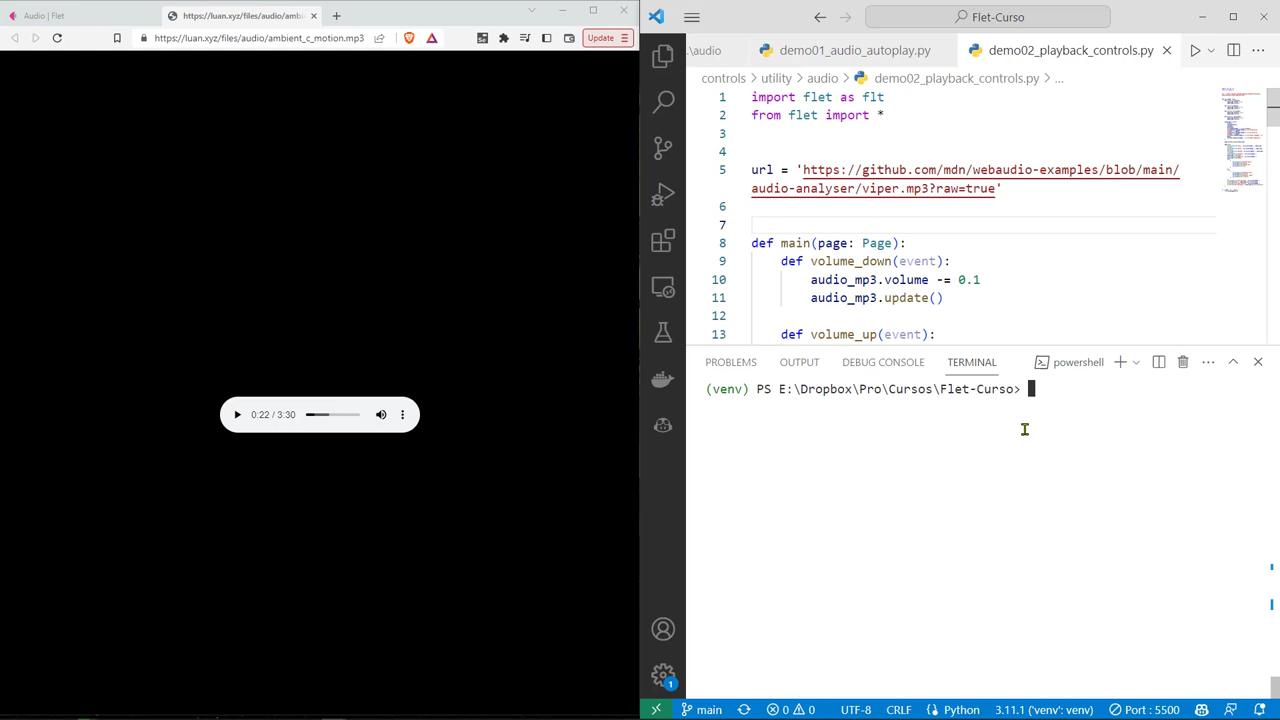 Audio | Flet
https://luan.xyz/files/audio/ambi
https://luan.xyz/files/audio/ambient_c_motion.mp3
Update
0:22 / 3:30
Flet-Curso
.\audio
demo01_audio_autoplay.py
demo02_playback_controls.py
controls > utility > audio > demo02_playback_controls.py > ...
1 import flet as flt
2 from flet import *
3
4
5 url = 'https://github.com/mdn/webaudio-examples/blob/main/
audio-analyser/viper.mp3?raw=true'
6
7
8 def main(page: Page):
9 def volume_down(event):
10 audio_mp3.volume -= 0.1
11 audio_mp3.update()
12
13 def volume_up(event):
PROBLEMS OUTPUT DEBUG CONSOLE TERMINAL powershell
(venv) PS E:\Dropbox\Pro\Cursos\Flet-Curso>
1
main 0 0 UTF-8 CRLF Python 3.11.1 ('venv': venv) Port : 5500